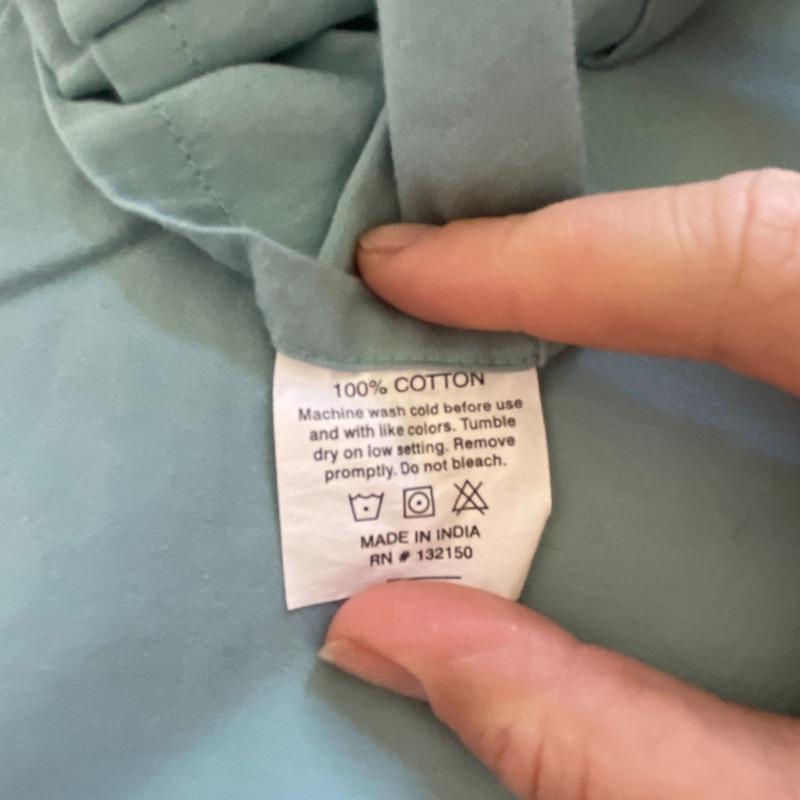 100% COTTON
Machine wash cold before use
and with like colors. Tumble
dry on low setting. Remove
promptly. Do not bleach.
MADE IN INDIA
RN # 132150